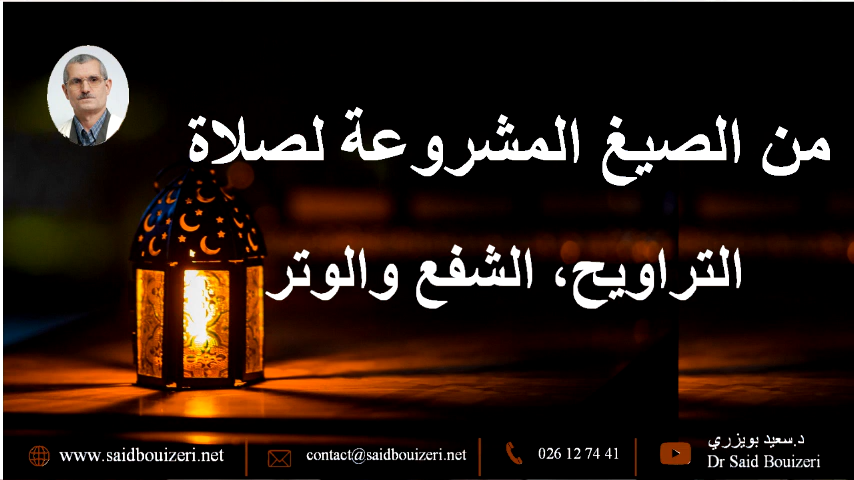 من الصيغ المشروعة لصلاة
التراويح، الشفع والوتر
www.saidbouizeri.net
contact@saidbouizeri.net
026 12 74 41
د.سعيد بويزري
Dr Said Bouizeri